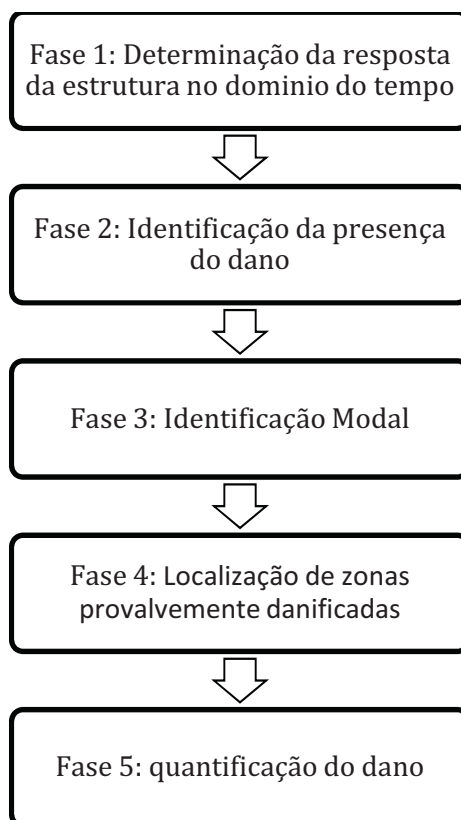 Fase 1: Determinação da resposta
da estrutura no dominio do tempo
Fase 2: Identificação da presença
do dano
Fase 3: Identificação Modal
Fase 4: Localização de zonas
provalvemente danificadas
Fase 5: quantificação do dano